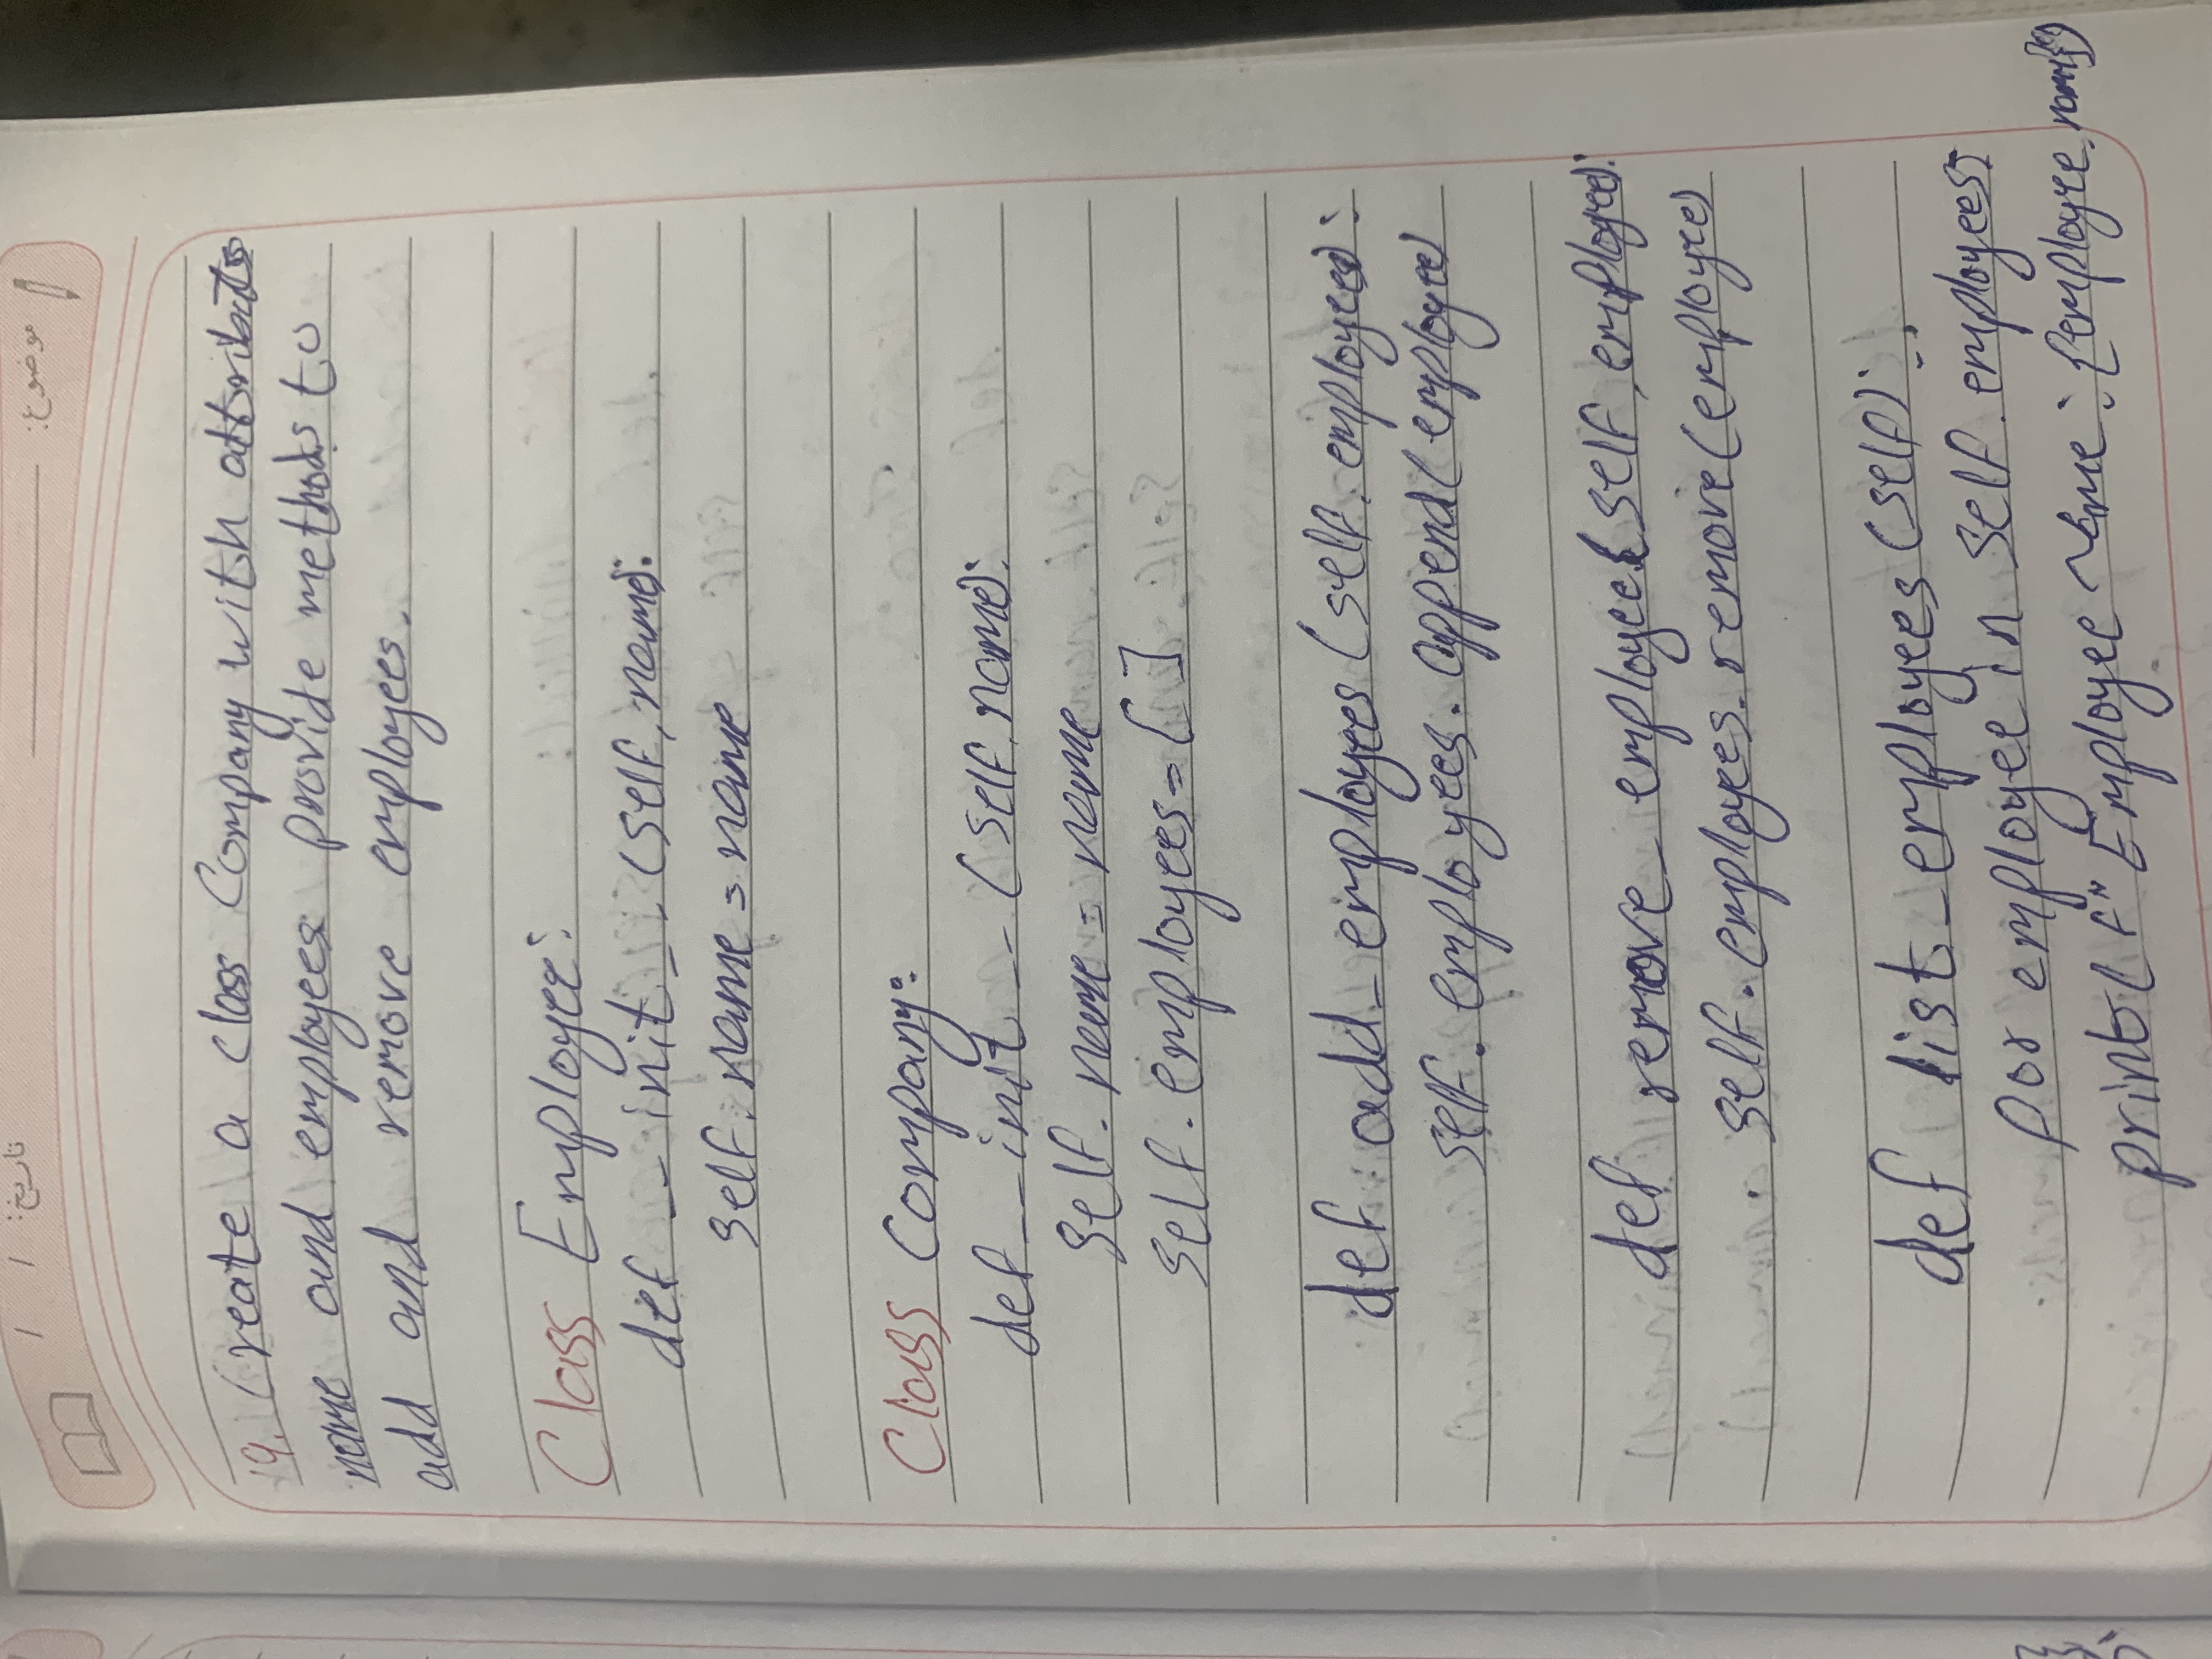 موضوع: تاریخ: / /
19. Create a class Company with attributes
name and employees provide methods to
add and remove employees.
Class Employee:
def __init__(self, name):
self.name = name
Class Company:
def __init__(self, name):
self.name = name
self.employees = []
def add_employees(self, employee):
self.employees.append(employee)
def remove_employee(self, employee):
self.employees.remove(employee)
def list_employees(self):
for employee in self.employees:
print(f" Employee Name: {employee.name})